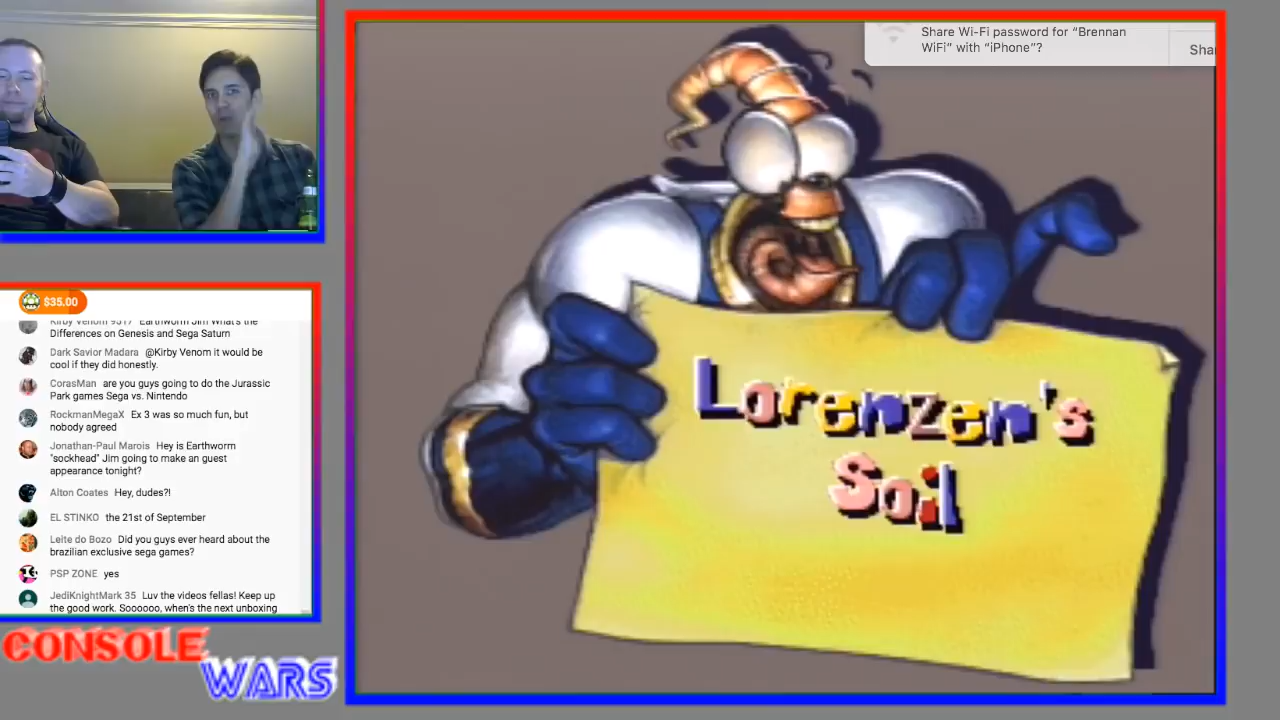 Share Wi-Fi password for “Brennan
WiFi” with “iPhone”?
Lorenzen's
Soil
$35.00
Kirby Venom 9317 Earthworm Jim What's the
Differences on Genesis and Sega Saturn
Dark Savior Madara @Kirby Venom it would be
cool if they did honestly.
CorasMan are you guys going to do the Jurassic
Park games Sega vs. Nintendo
RockmanMegaX Ex 3 was so much fun, but
nobody agreed
Jonathan-Paul Marois Hey is Earthworm
"sockhead" Jim going to make an guest
appearance tonight?
Alton Coates Hey, dudes?!
EL STINKO the 21st of September
Leite do Bozo Did you guys ever heard about the
brazilian exclusive sega games?
PSP ZONE yes
JediKnightMark 35 Luv the videos fellas! Keep up
the good work. Soooooo, when's the next unboxing
CONSOLE
WARS